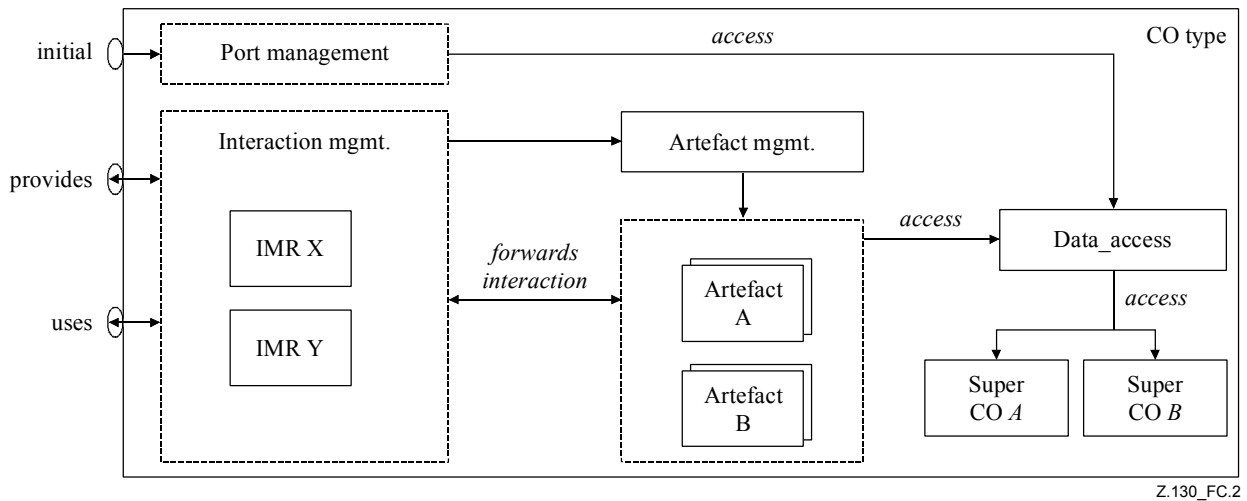 initial
Port management
access
CO type
Interaction mgmt.
Artefact mgmt.
provides
IMR X
forwards
interaction
access
Data_access
Artefact
A
access
uses
IMR Y
Artefact
B
Super
CO A
Super
CO B
Z.130_FC.2